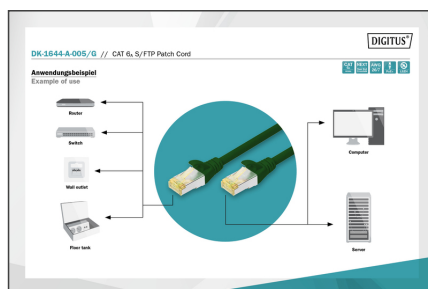 DIGITUS®
DK-1644-A-005/G // CAT 6A S/FTP Patch Cord
Anwendungsbeispiel
Example of use
Router
Switch
Wall outlet
Floor tank
Computer
Server